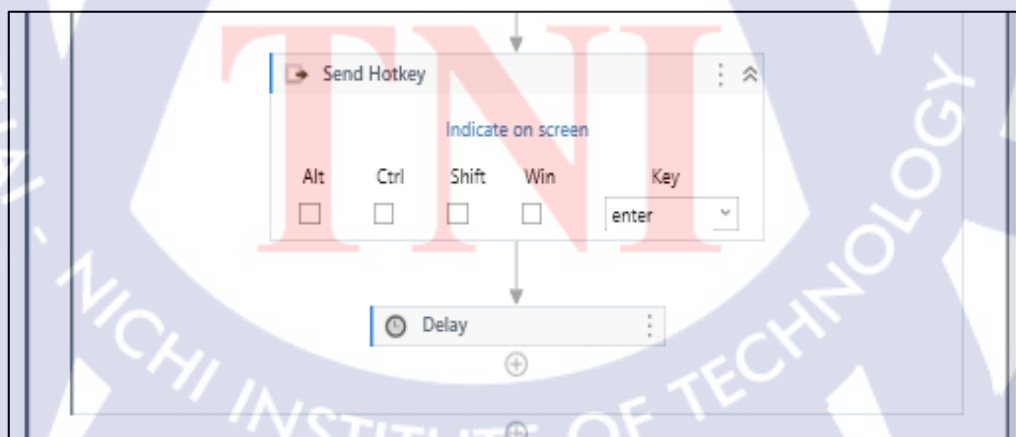 TNI
Send Hotkey
Indicate on screen
Alt Ctrl Shift Win Key
enter
Delay
NICHI INSTITUTE OF TECHNOLOGY